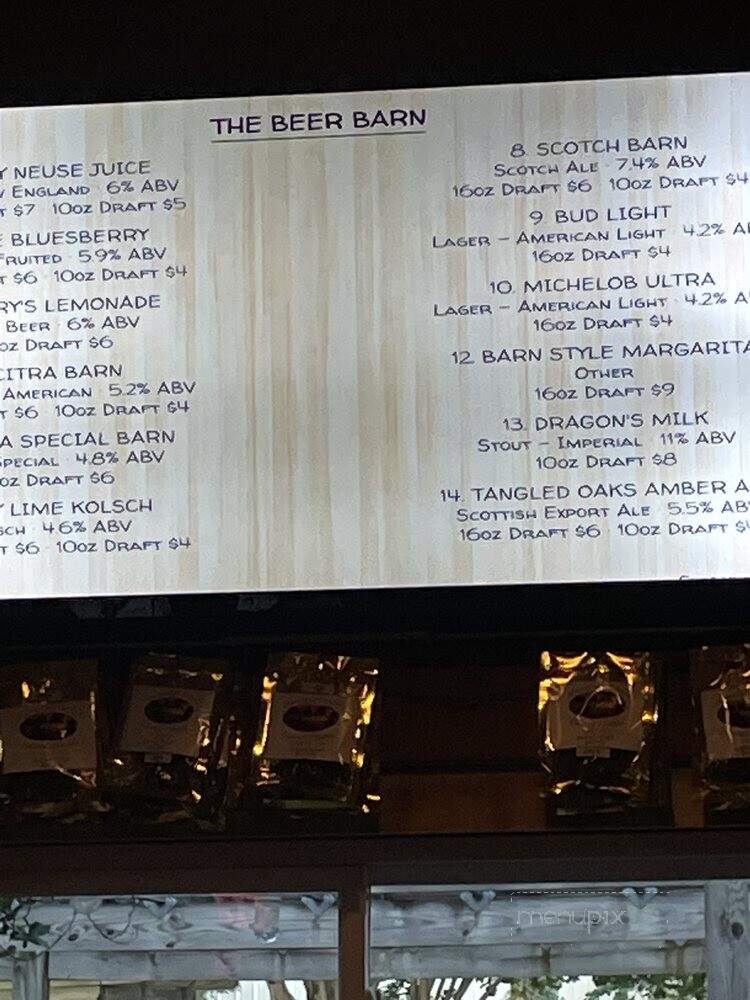 THE BEER BARN
Y NEUSE JUICE
ENGLAND 6% ABV
$7 10OZ DRAFT $5
BLUESBERRY
FRUITED 5.9% ABV
$6 10OZ DRAFT $4
RY'S LEMONADE
BEER 6% ABV
OZ DRAFT $6
CITRA BARN
AMERICAN 5.2% ABV
T $6 10OZ DRAFT $4
A SPECIAL BARN
SPECIAL 4.8% ABV
OZ DRAFT $6
Y LIME KOLSCH
SCH 4.6% ABV
T $6 10OZ DRAFT $4
8. SCOTCH BARN
SCOTCH ALE 7.4% ABV
16OZ DRAFT $6 10OZ DRAFT $4
9. BUD LIGHT
LAGER – AMERICAN LIGHT 4.2% A
16OZ DRAFT $4
10. MICHELOB ULTRA
LAGER – AMERICAN LIGHT 4.2% A
16OZ DRAFT $4
12. BARN STYLE MARGARITA
OTHER
16OZ DRAFT $9
13. DRAGON'S MILK
STOUT – IMPERIAL 11% ABV
10OZ DRAFT $8
14. TANGLED OAKS AMBER A
SCOTTISH EXPORT ALE 5.5% AB
16OZ DRAFT $6 10OZ DRAFT $
menupix